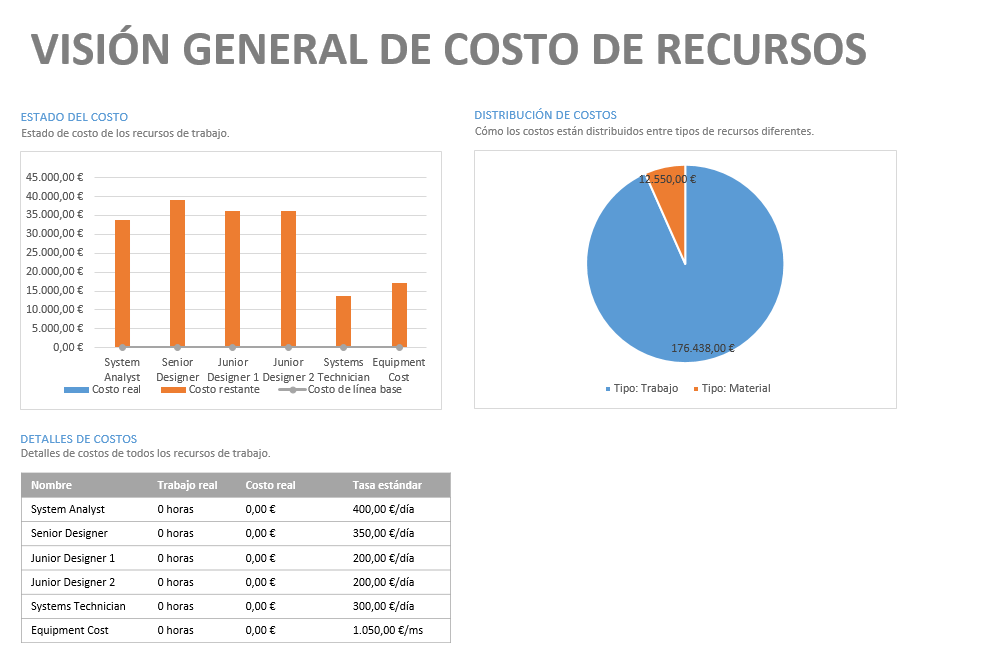 VISIÓN GENERAL DE COSTO DE RECURSOS
ESTADO DEL COSTO
Estado de costo de los recursos de trabajo.
45.000,00 €
40.000,00 €
35.000,00 €
30.000,00 €
25.000,00 €
20.000,00 €
15.000,00 €
10.000,00 €
5.000,00 €
0,00 €
System Senior Junior Junior Systems Equipment
Analyst Designer Designer 1 Designer 2 Technician Cost
Costo real Costo restante Costo de línea base
DISTRIBUCIÓN DE COSTOS
Cómo los costos están distribuidos entre tipos de recursos diferentes.
12.550,00 €
176.438,00 €
Tipo: Trabajo Tipo: Material
DETALLES DE COSTOS
Detalles de costos de todos los recursos de trabajo.
Nombre Trabajo real Costo real Tasa estándar
System Analyst 0 horas 0,00 € 400,00 €/día
Senior Designer 0 horas 0,00 € 350,00 €/día
Junior Designer 1 0 horas 0,00 € 200,00 €/día
Junior Designer 2 0 horas 0,00 € 200,00 €/día
Systems Technician 0 horas 0,00 € 300,00 €/día
Equipment Cost 0 horas 0,00 € 1.050,00 €/ms